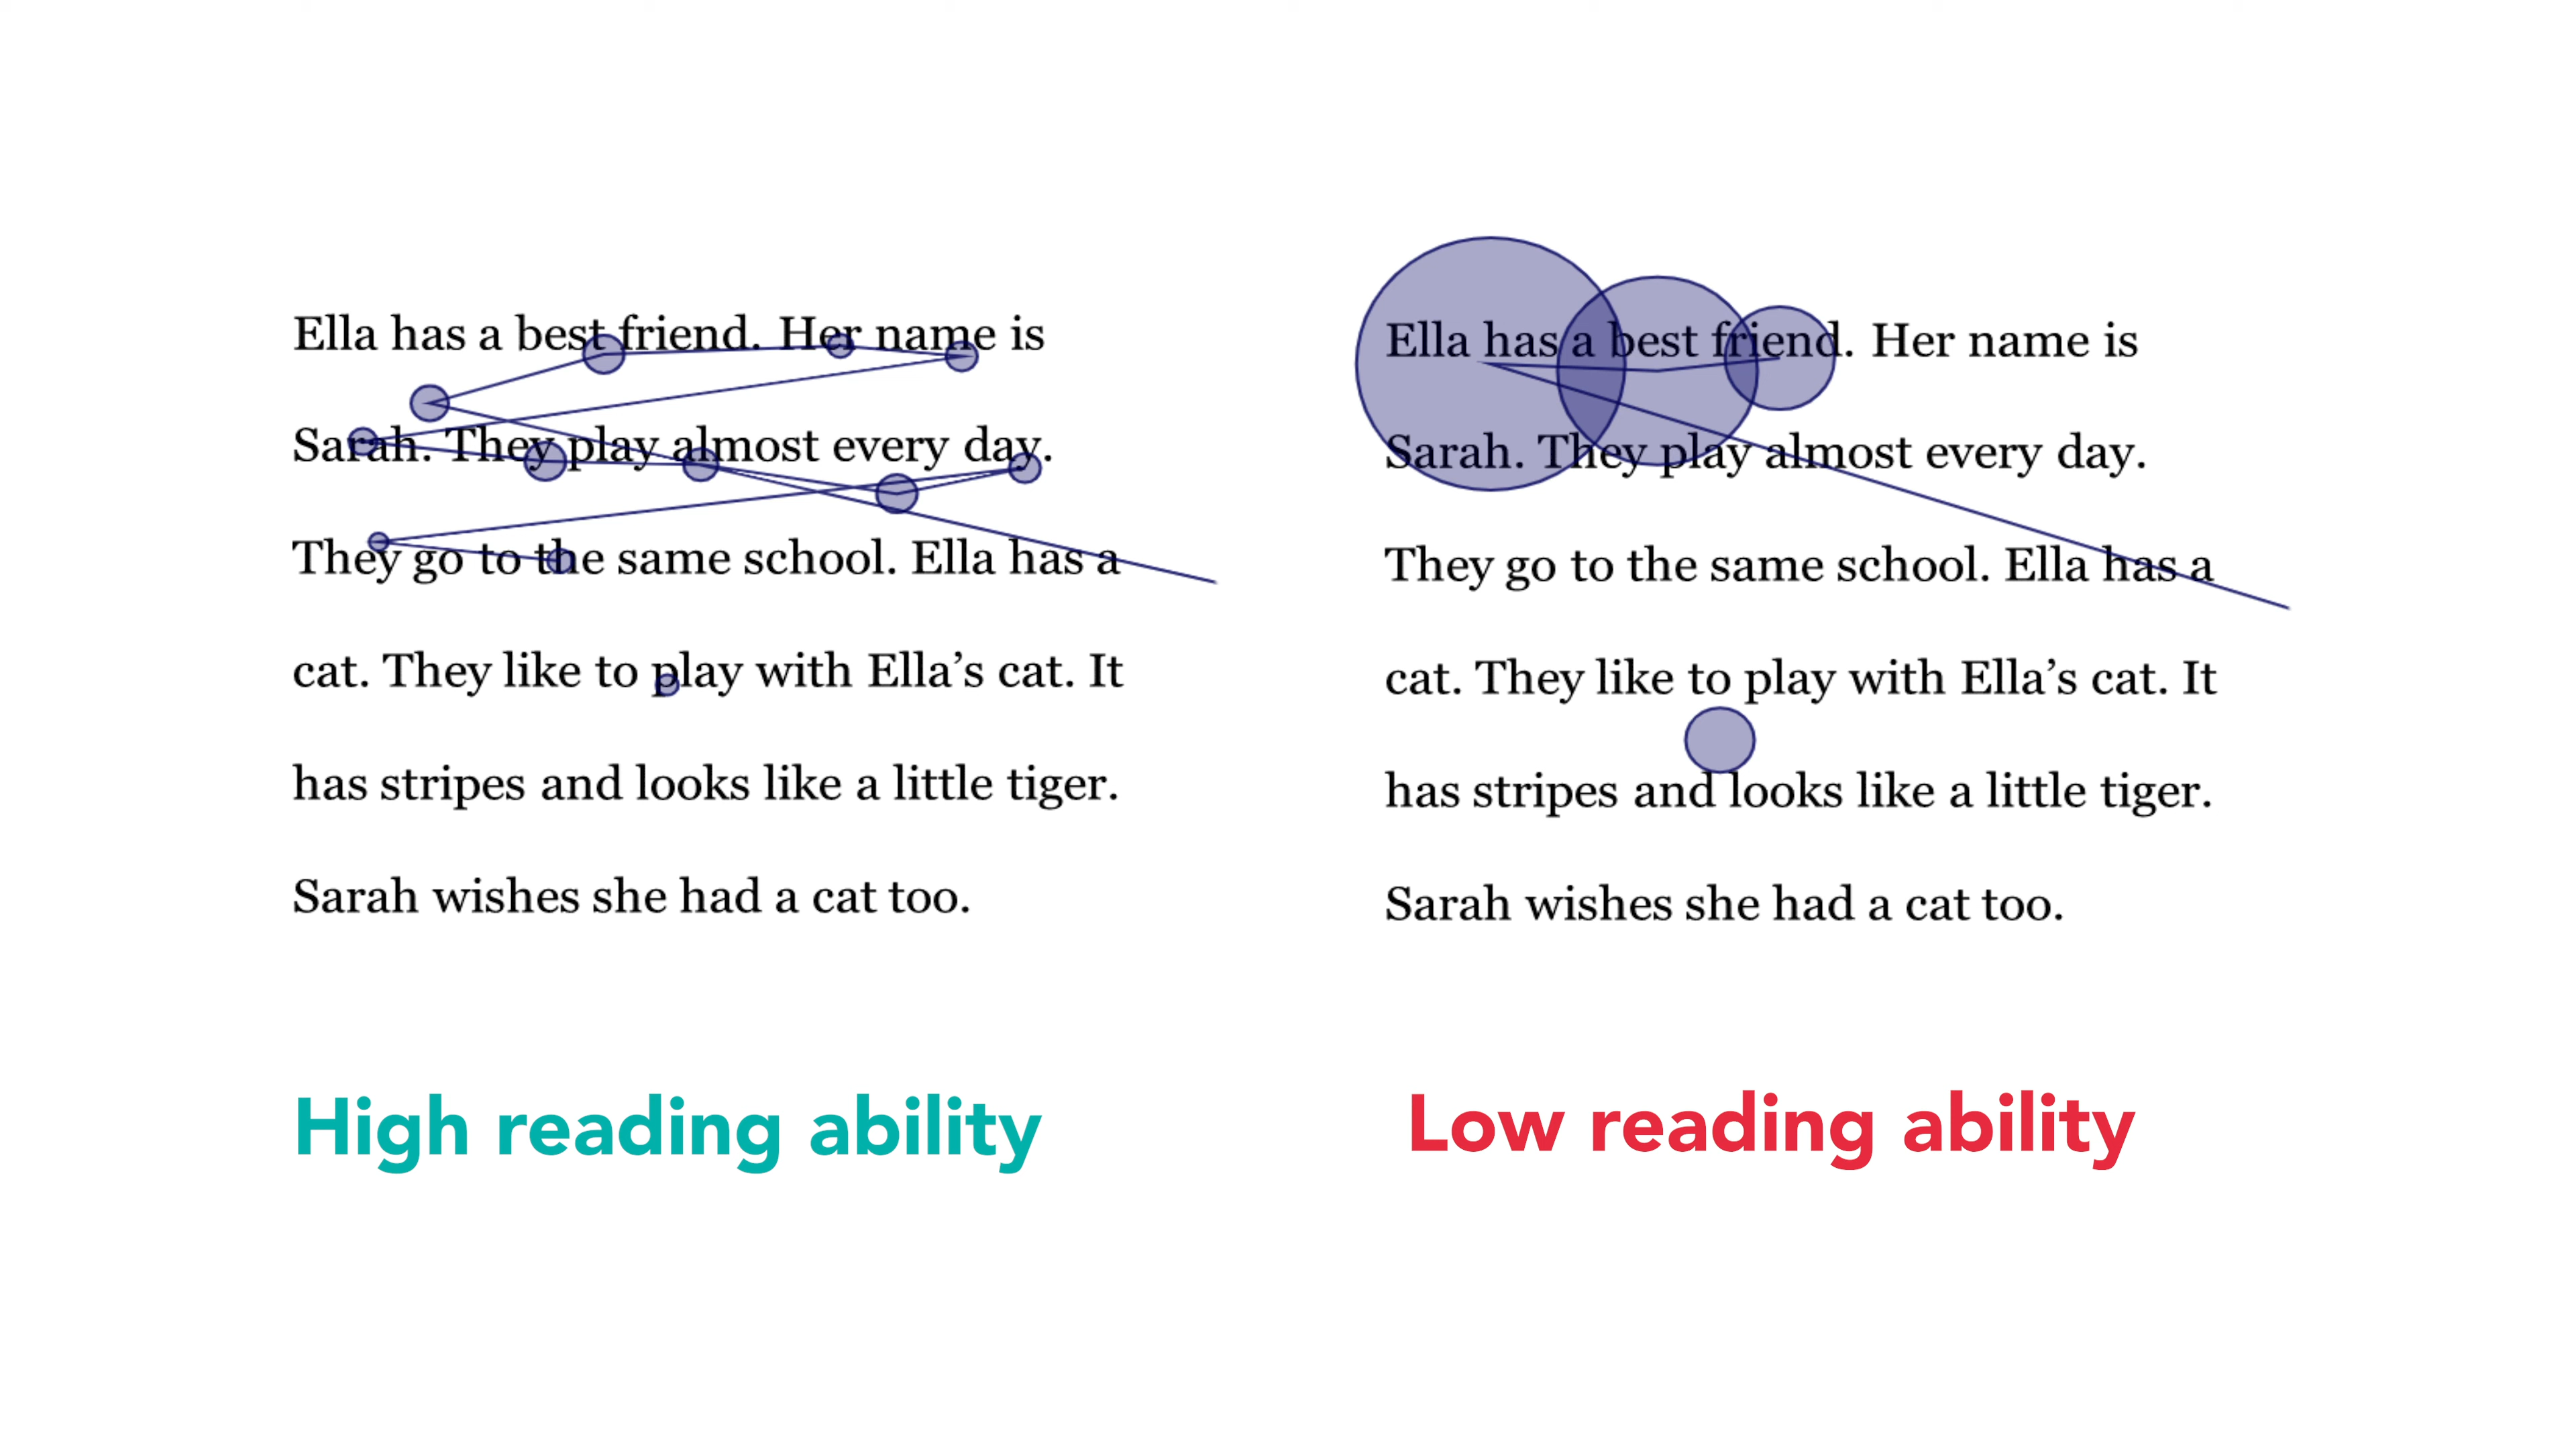 Ella has a best friend. Her name is
Sarah. They play almost every day.
They go to the same school. Ella has a
cat. They like to play with Ella’s cat. It
has stripes and looks like a little tiger.
Sarah wishes she had a cat too.
High reading ability
Ella has a best friend. Her name is
Sarah. They play almost every day.
They go to the same school. Ella has a
cat. They like to play with Ella’s cat. It
has stripes and looks like a little tiger.
Sarah wishes she had a cat too.
Low reading ability